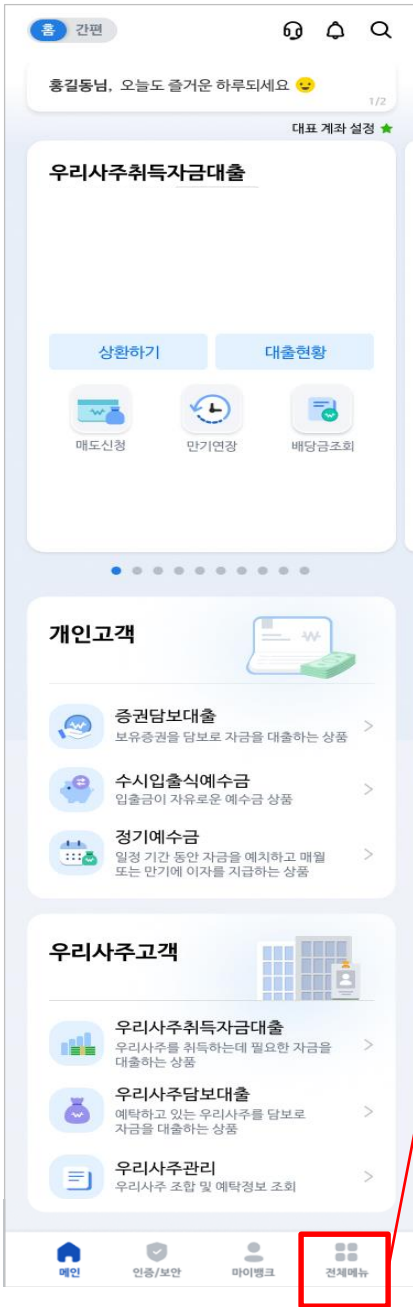 홈 간편
홍길동님, 오늘도 즐거운 하루되세요
1/2
대표 계좌 설정
우리사주취득자금대출
상환하기 대출현황
매도신청 만기연장 배당금조회
개인고객
증권담보대출
보유증권을 담보로 자금을 대출하는 상품
수시입출식예수금
입출금이 자유로운 예수금 상품
정기예수금
일정 기간 동안 자금을 예치하고 매월
또는 만기에 이자를 지급하는 상품
우리사주고객
우리사주취득자금대출
우리사주를 취득하는데 필요한 자금을
대출하는 상품
우리사주담보대출
예탁하고 있는 우리사주를 담보로
자금을 대출하는 상품
우리사주관리
우리사주 조합 및 예탁정보 조회
메인 인증/보안 마이뱅크 전체메뉴